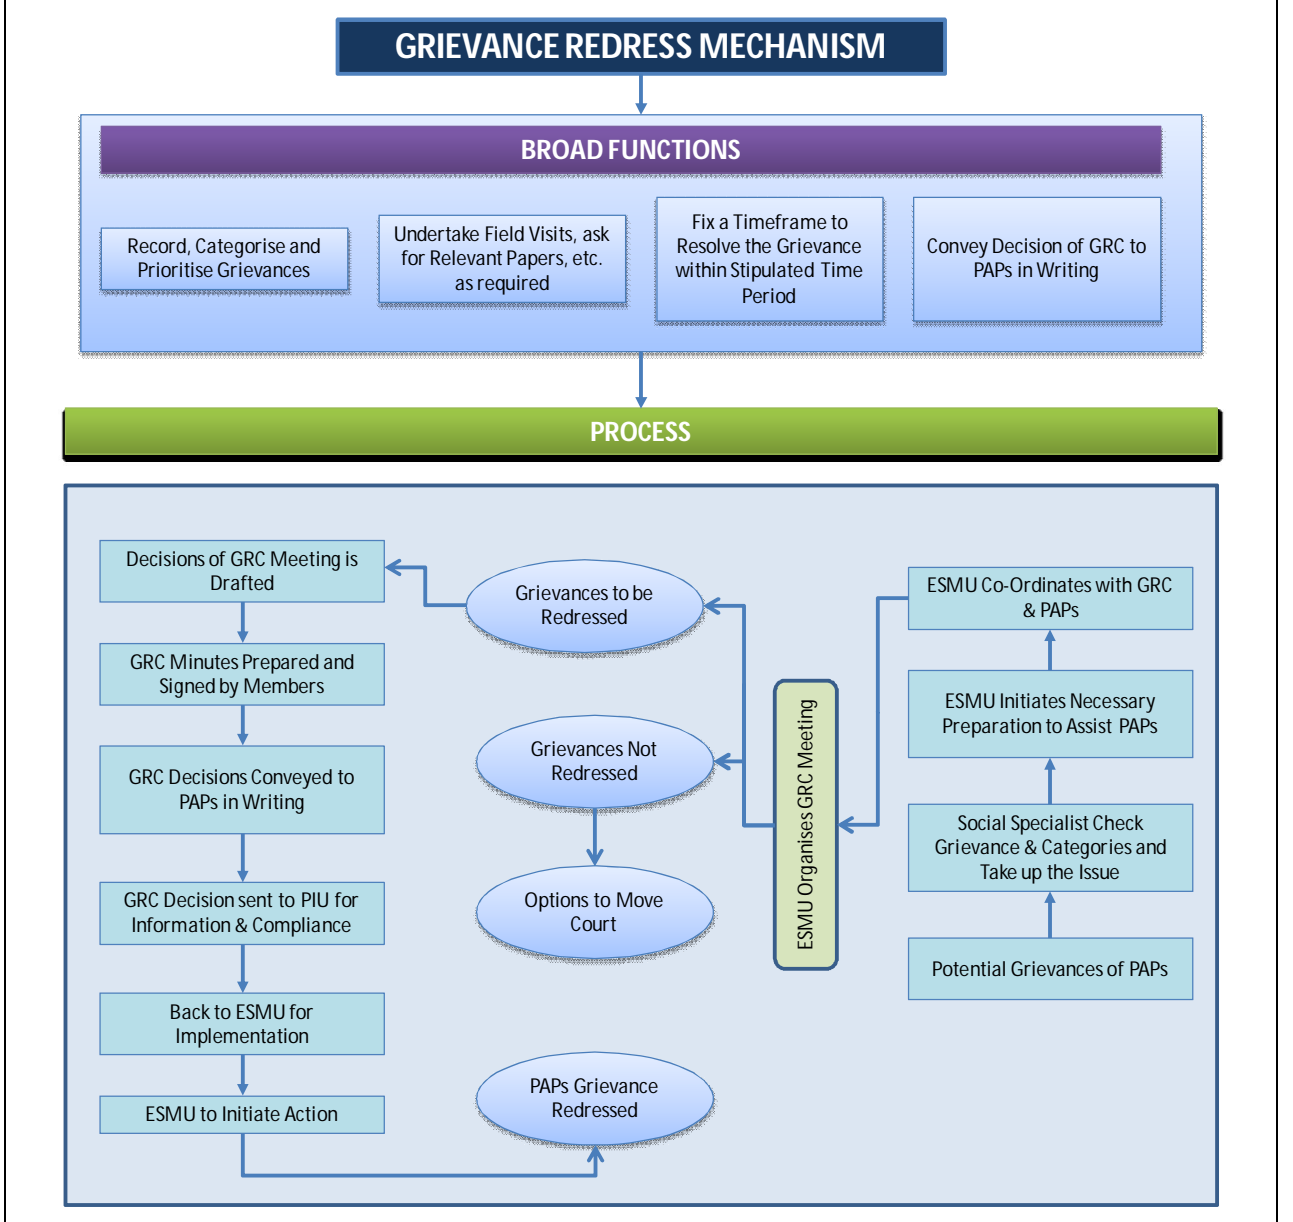 GRIEVANCE REDRESS MECHANISM
BROAD FUNCTIONS
Record, Categorise and
Prioritise Grievances
Undertake Field Visits, ask
for Relevant Papers, etc.
as required
Fix a Timeframe to
Resolve the Grievance
within Stipulated Time
Period
Convey Decision of GRC to
PAPs in Writing
PROCESS
Decisions of GRC Meeting is
Drafted
GRC Minutes Prepared and
Signed by Members
GRC Decisions Conveyed to
PAPs in Writing
GRC Decision sent to PIU for
Information & Compliance
Back to ESMU for
Implementation
ESMU to Initiate Action
Grievances to be
Redressed
Grievances Not
Redressed
Options to Move
Court
PAPs Grievance
Redressed
ESMU Organises GRC Meeting
ESMU Co-Ordinates with GRC
& PAPs
ESMU Initiates Necessary
Preparation to Assist PAPs
Social Specialist Check
Grievance & Categories and
Take up the Issue
Potential Grievances of PAPs